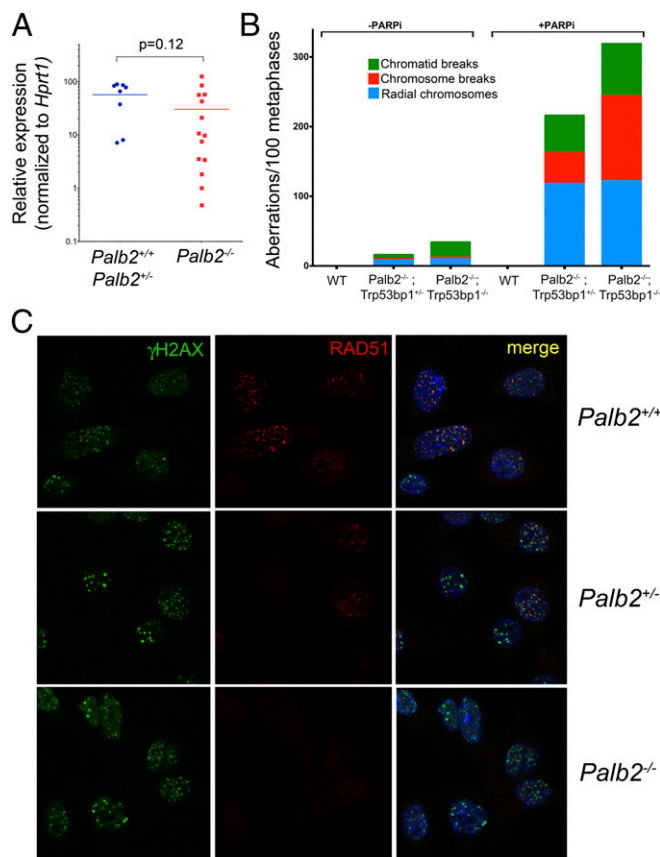 A
p=0.12
Relative expression
(normalized to Hprt1)
100
10
1
0.1
Palb2+/+
Palb2+/-
Palb2-/-
B
-PARPi
+PARPi
Chromatid breaks
Chromosome breaks
Radial chromosomes
Aberrations/100 metaphases
300
200
100
0
WT
Palb2-/-;
Trp53bp1+/-
Palb2-/-;
Trp53bp1-/-
WT
Palb2-/-;
Trp53bp1+/-
Palb2-/-;
Trp53bp1-/-
C
γH2AX
RAD51
merge
Palb2+/+
Palb2+/-
Palb2-/-